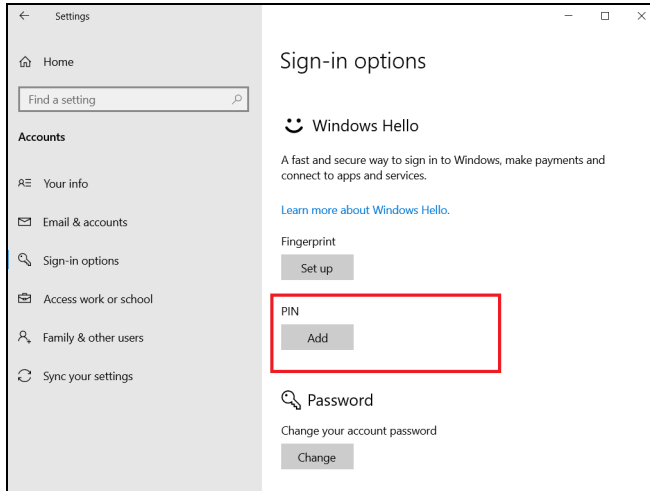 Settings
Home
Find a setting
Accounts
Your info
Email & accounts
Sign-in options
Access work or school
Family & other users
Sync your settings
Sign-in options
Windows Hello
A fast and secure way to sign in to Windows, make payments and
connect to apps and services.
Learn more about Windows Hello.
Fingerprint
Set up
PIN
Add
Password
Change your account password
Change